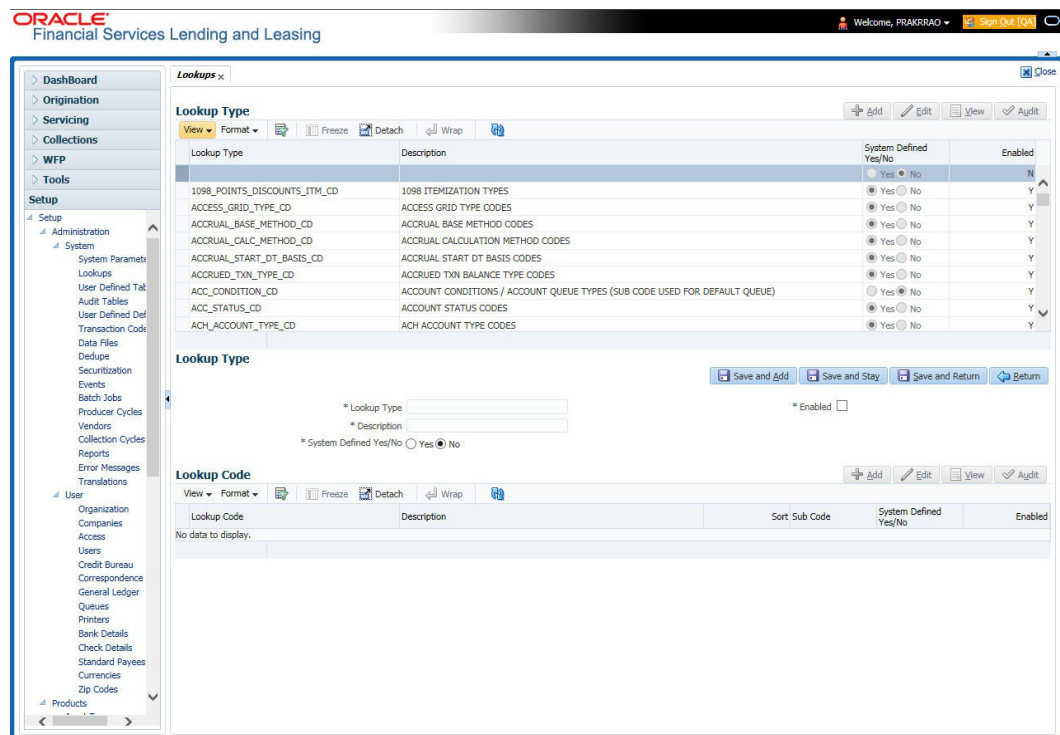 ORACLE
Financial Services Lending and Leasing
Welcome, PRAKRRAO
Sign Out [QA]
DashBoard
Origination
Servicing
Collections
WFP
Tools
Setup
Setup
Administration
System
System Paramete
Lookups
User Defined Tab
Audit Tables
User Defined Def
Transaction Code
Data Files
Dedupe
Securitization
Events
Batch Jobs
Producer Cycles
Vendors
Collection Cycles
Reports
Error Messages
Translations
User
Organization
Companies
Access
Users
Credit Bureau
Correspondence
General Ledger
Queues
Printers
Bank Details
Check Details
Standard Payees
Currencies
Zip Codes
Products
Lookups
Close
Lookup Type
Add Edit View Audit
View Format Freeze Detach Wrap
Lookup Type Description System Defined Yes/No Enabled
Yes No N
1098_POINTS_DISCOUNTS_ITM_CD 1098 ITEMIZATION TYPES Yes No Y
ACCESS_GRID_TYPE_CD ACCESS GRID TYPE CODES Yes No Y
ACCRUAL_BASE_METHOD_CD ACCRUAL BASE METHOD CODES Yes No Y
ACCRUAL_CALC_METHOD_CD ACCRUAL CALCULATION METHOD CODES Yes No Y
ACCRUAL_START_DT_BASIS_CD ACCRUAL START DT BASIS CODES Yes No Y
ACCRUED_TXN_TYPE_CD ACCRUED TXN BALANCE TYPE CODES Yes No Y
ACC_CONDITION_CD ACCOUNT CONDITIONS / ACCOUNT QUEUE TYPES (SUB CODE USED FOR DEFAULT QUEUE) Yes No Y
ACC_STATUS_CD ACCOUNT STATUS CODES Yes No Y
ACH_ACCOUNT_TYPE_CD ACH ACCOUNT TYPE CODES Yes No Y
Lookup Type
Save and Add Save and Stay Save and Return Return
* Lookup Type * Enabled
* Description
* System Defined Yes/No Yes No
Lookup Code
Add Edit View Audit
View Format Freeze Detach Wrap
Lookup Code Description Sort Sub Code System Defined Yes/No Enabled
No data to display.